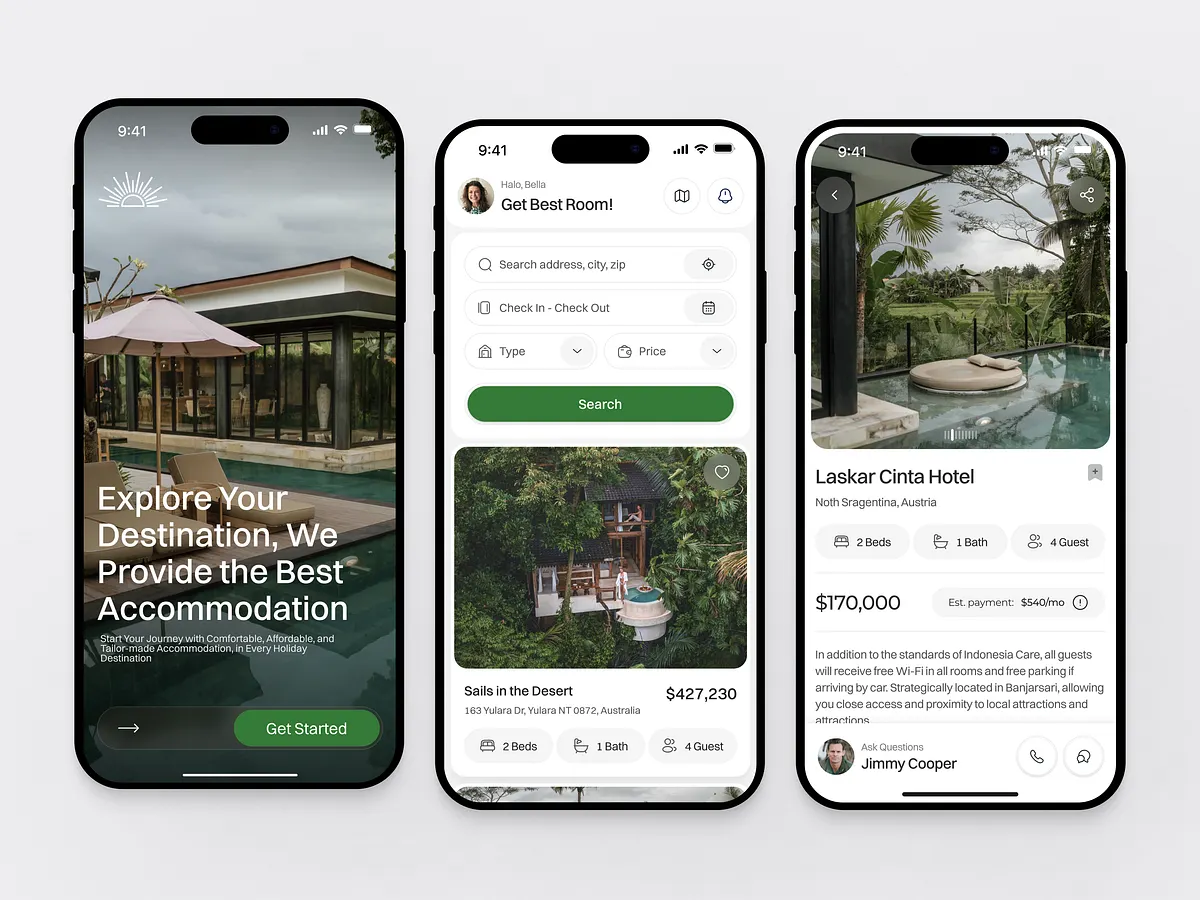 9:41
Explore Your
Destination, We
Provide the Best
Accommodation
Start Your Journey with Comfortable, Affordable, and
Tailor-made Accommodation, in Every Holiday
Destination
Get Started
9:41
Halo, Bella
Get Best Room!
Search address, city, zip
Check In - Check Out
Type
Price
Search
Sails in the Desert
$427,230
163 Yulara Dr, Yulara NT 0872, Australia
2 Beds
1 Bath
4 Guest
9:41
Laskar Cinta Hotel
Noth Sragentina, Austria
2 Beds
1 Bath
4 Guest
$170,000
Est. payment: $540/mo
In addition to the standards of Indonesia Care, all guests
will receive free Wi-Fi in all rooms and free parking if
arriving by car. Strategically located in Banjarsari, allowing
you close access and proximity to local attractions and
attractions
Ask Questions
Jimmy Cooper